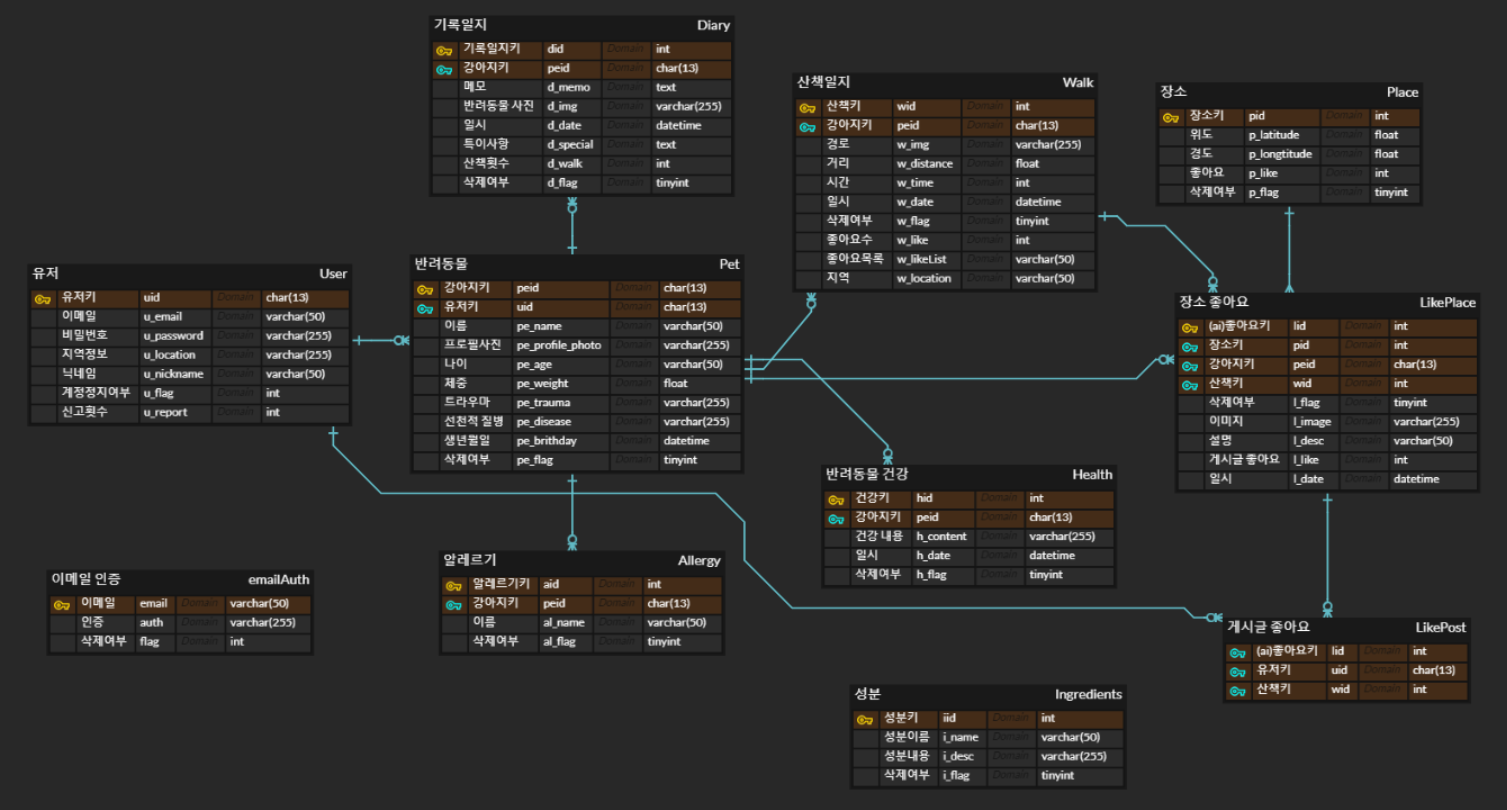 기록일지 Diary
기록일지키 did Domain int
강아지키 peid Domain char(13)
메모 d_memo Domain text
반려동물 사진 d_img Domain varchar(255)
일시 d_date Domain datetime
특이사항 d_special Domain text
산책횟수 d_walk Domain int
삭제여부 d_flag Domain tinyint
산책일지 Walk
산책키 wid Domain int
강아지키 peid Domain char(13)
경로 w_img Domain varchar(255)
거리 w_distance Domain float
시간 w_time Domain int
일시 w_date Domain datetime
삭제여부 w_flag Domain tinyint
좋아요수 w_like Domain int
좋아요목록 w_likeList Domain varchar(50)
지역 w_location Domain varchar(50)
장소 Place
장소키 pid Domain int
위도 p_latitude Domain float
경도 p_longtitude Domain float
좋아요 p_like Domain int
삭제여부 p_flag Domain tinyint
유저 User
유저키 uid Domain char(13)
이메일 u_email Domain varchar(50)
비밀번호 u_password Domain varchar(255)
지역정보 u_location Domain varchar(255)
닉네임 u_nickname Domain varchar(50)
계정정지여부 u_flag Domain int
신고횟수 u_report Domain int
반려동물 Pet
강아지키 peid Domain char(13)
유저키 uid Domain char(13)
이름 pe_name Domain varchar(50)
프로필사진 pe_profile_photo Domain varchar(255)
나이 pe_age Domain varchar(50)
체중 pe_weight Domain float
트라우마 pe_trauma Domain varchar(255)
선천적 질병 pe_disease Domain varchar(255)
생년월일 pe_brithday Domain datetime
삭제여부 pe_flag Domain tinyint
장소 좋아요 LikePlace
(ai)좋아요키 lid Domain int
장소키 pid Domain int
강아지키 peid Domain char(13)
산책키 wid Domain int
삭제여부 l_flag Domain tinyint
이미지 l_image Domain varchar(255)
설명 l_desc Domain varchar(50)
게시글 좋아요 l_like Domain int
일시 l_date Domain datetime
반려동물 건강 Health
건강키 hid Domain int
강아지키 peid Domain char(13)
건강 내용 h_content Domain varchar(255)
일시 h_date Domain datetime
삭제여부 h_flag Domain tinyint
이메일 인증 emailAuth
이메일 email Domain varchar(50)
인증 auth Domain varchar(255)
삭제여부 flag Domain int
알레르기 Allergy
알레르기키 aid Domain int
강아지키 peid Domain char(13)
이름 al_name Domain varchar(50)
삭제여부 al_flag Domain tinyint
게시글 좋아요 LikePost
(ai)좋아요키 lid Domain int
유저키 uid Domain char(13)
산책키 wid Domain int
성분 Ingredients
성분키 iid Domain int
성분이름 i_name Domain varchar(50)
성분내용 i_desc Domain varchar(255)
삭제여부 i_flag Domain tinyint